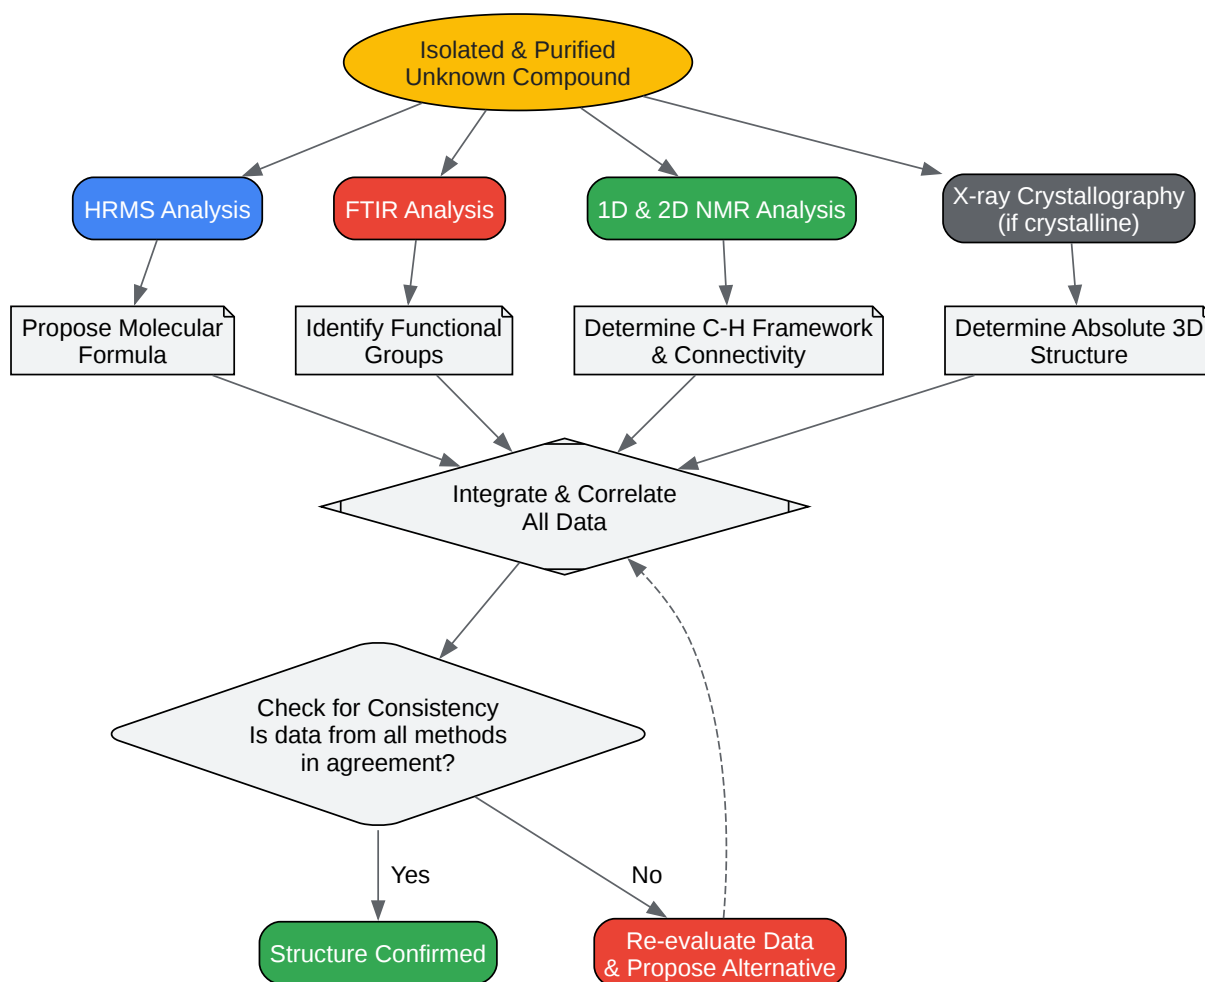 Isolated & Purified
Unknown Compound
HRMS Analysis
FTIR Analysis
1D & 2D NMR Analysis
X-ray Crystallography
(if crystalline)
Propose Molecular
Formula
Identify Functional
Groups
Determine C-H Framework
& Connectivity
Determine Absolute 3D
Structure
Integrate & Correlate
All Data
Check for Consistency
Is data from all methods
in agreement?
Yes
No
Structure Confirmed
Re-evaluate Data
& Propose Alternative